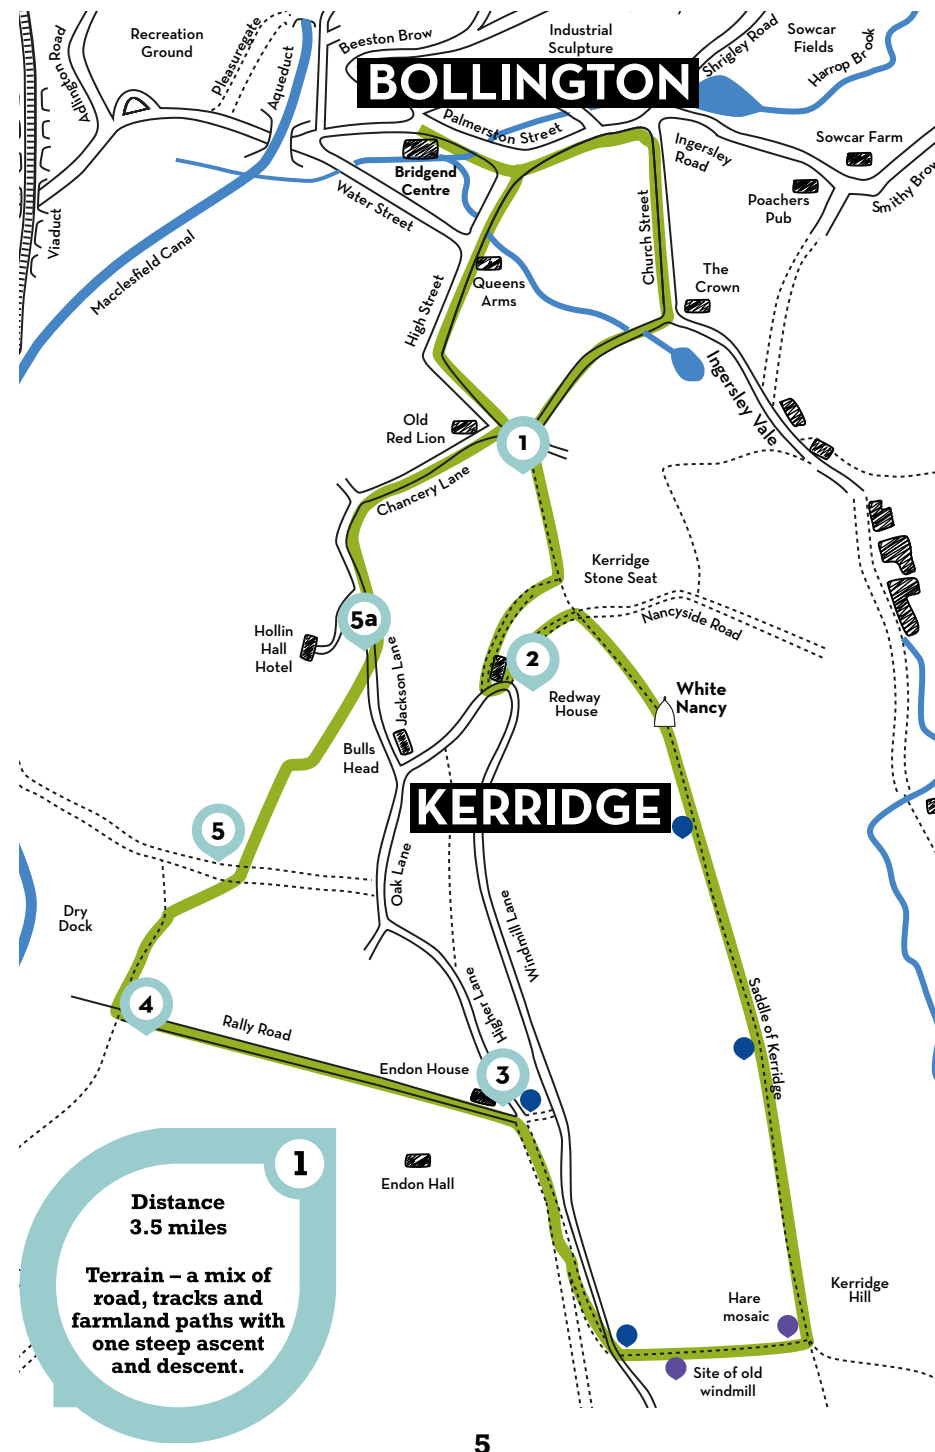 Adlington Road
Recreation
Ground
Pleasuregate
Aqueduct
Beeston Brow
Industrial
Sculpture
Shrigley Road
Sowcar
Fields
Harrop Brook
BOLLINGTON
Palmerston Street
Ingersley
Road
Sowcar Farm
Smithy Brow
Poachers
Pub
Bridgend
Centre
Water Street
Viaduct
Macclesfield Canal
Church Street
The
Crown
Queens
Arms
High Street
Ingersley Vale
Old
Red Lion
1
Chancery Lane
Kerridge
Stone Seat
Nancyside Road
5a
Hollin
Hall
Hotel
Jackson Lane
2
Redway
House
White
Nancy
Bulls
Head
KERRIDGE
5
Oak Lane
Dry
Dock
Windmill Lane
Higher Lane
Saddle of Kerridge
4
Rally Road
Endon House
3
Endon Hall
1
Distance
3.5 miles
Terrain – a mix of
road, tracks and
farmland paths with
one steep ascent
and descent.
Hare
mosaic
Kerridge
Hill
Site of old
windmill
5